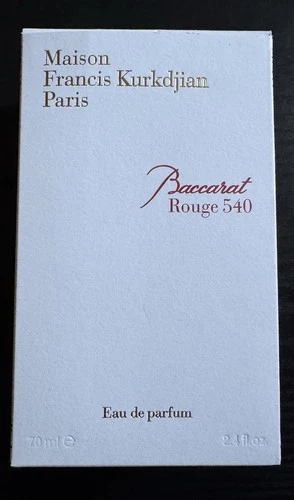 Maison
Francis Kurkdjian
Paris
Baccarat
Rouge 540
Eau de parfum
70 ml ℮ 2.4 fl.oz.